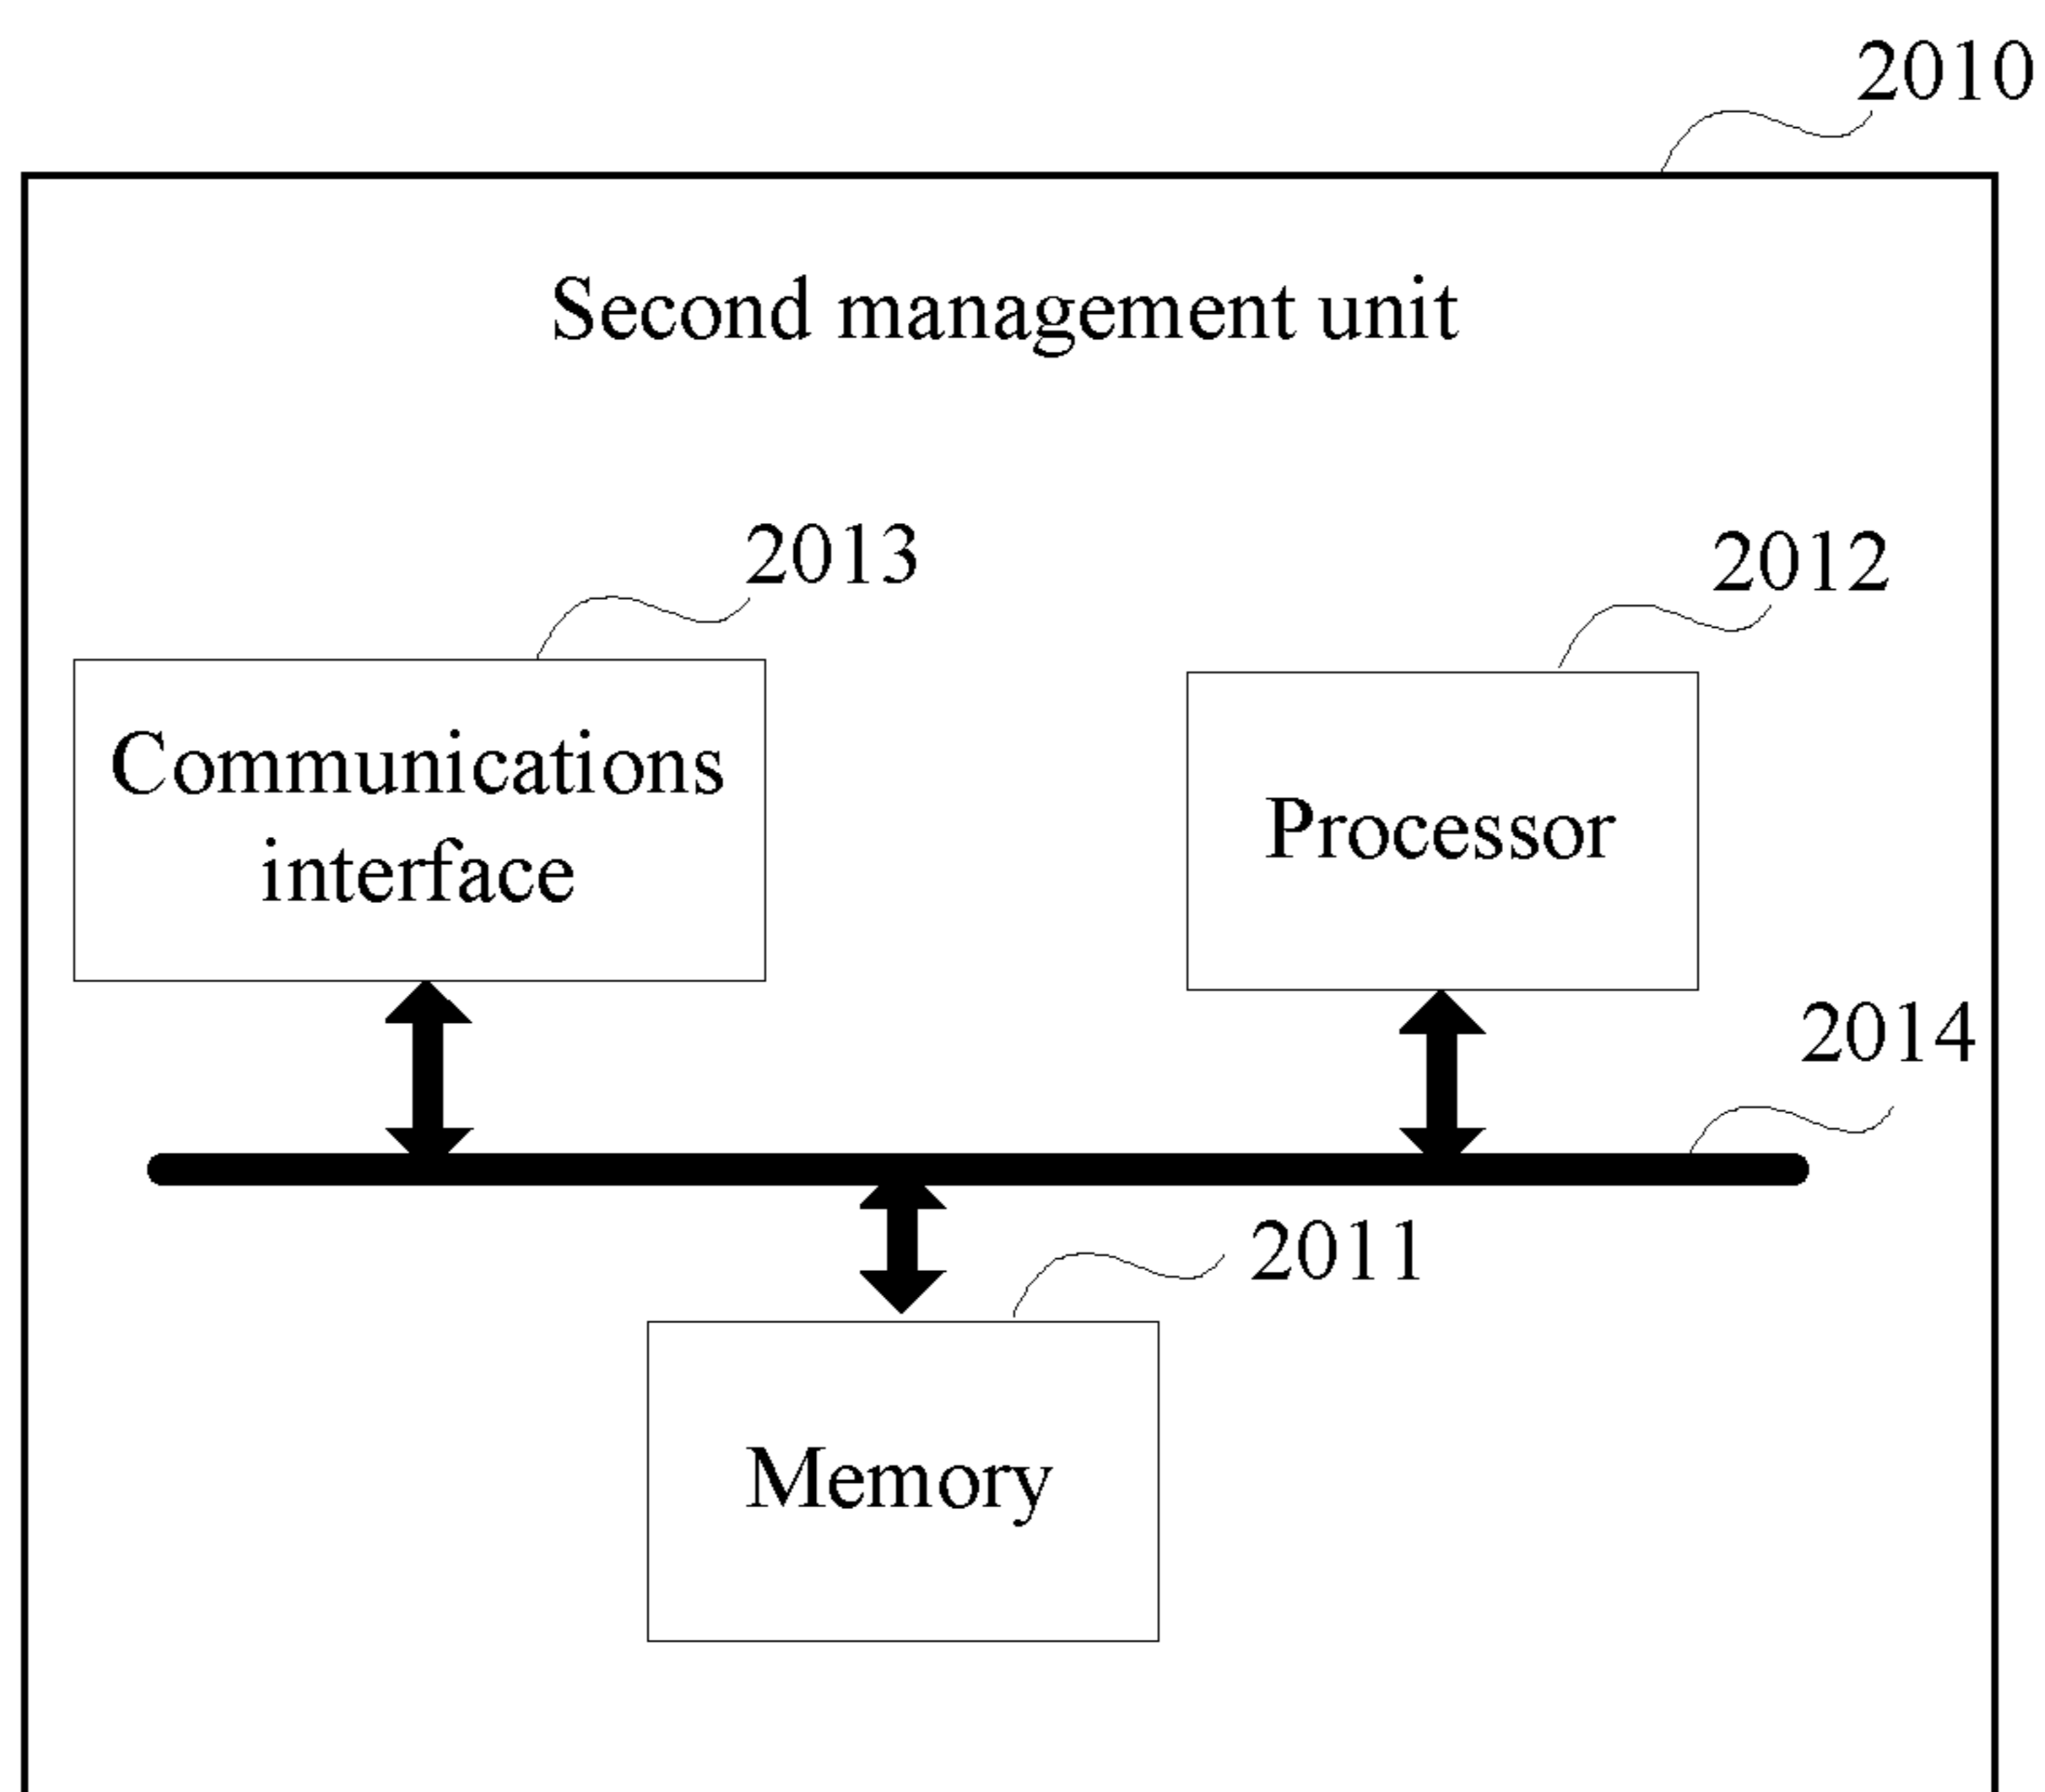 2010
Second management unit
2013
2012
Communications
interface
Processor
2014
2011
Memory